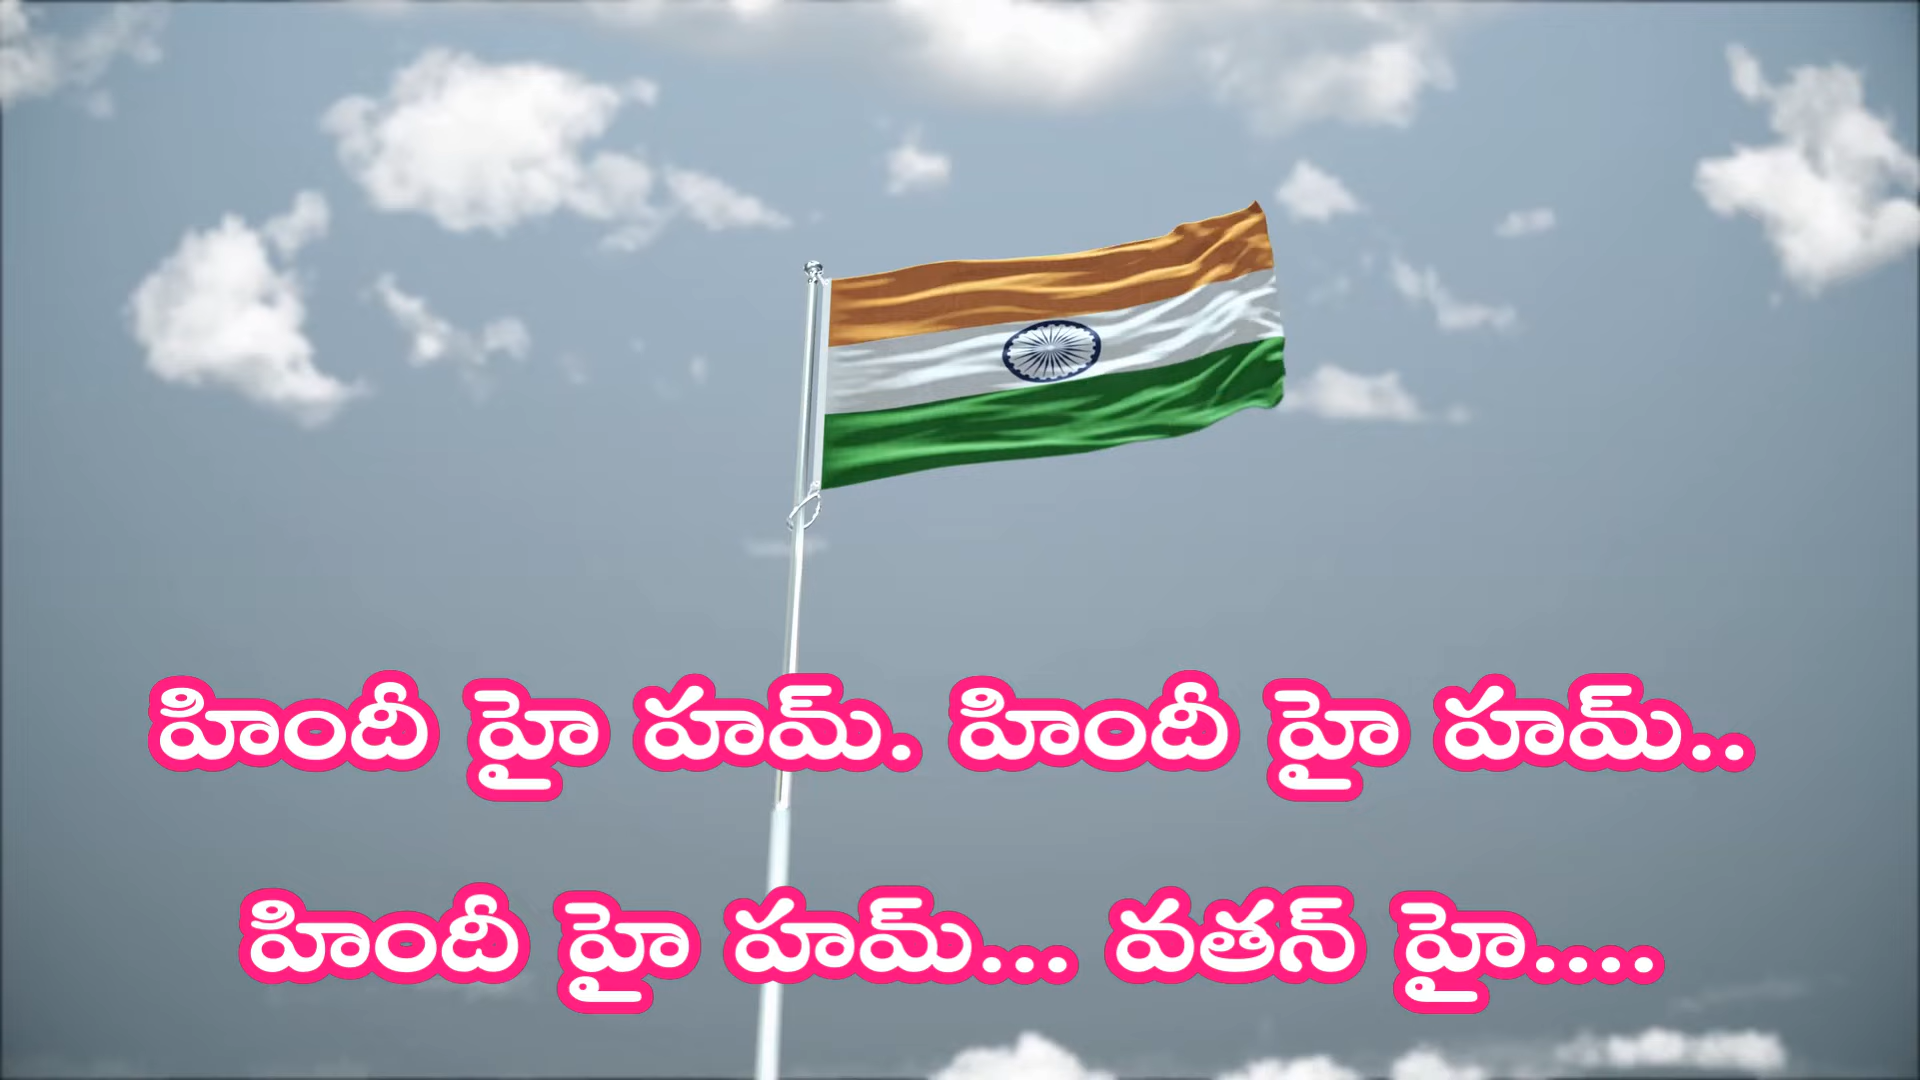 హిందీ హై హమ్. హిందీ హై హమ్..
హిందీ హై హమ్... వతన్ హై....